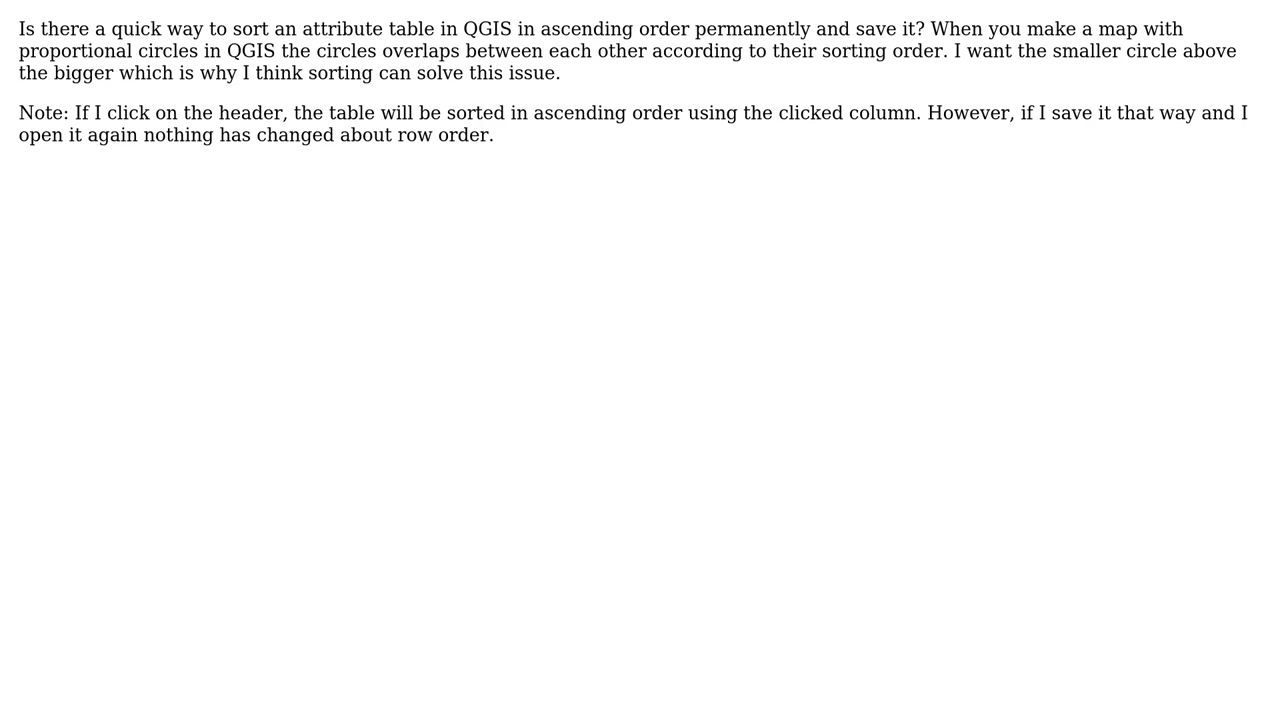 Is there a quick way to sort an attribute table in QGIS in ascending order permanently and save it? When you make a map with
proportional circles in QGIS the circles overlaps between each other according to their sorting order. I want the smaller circle above
the bigger which is why I think sorting can solve this issue.
Note: If I click on the header, the table will be sorted in ascending order using the clicked column. However, if I save it that way and I
open it again nothing has changed about row order.